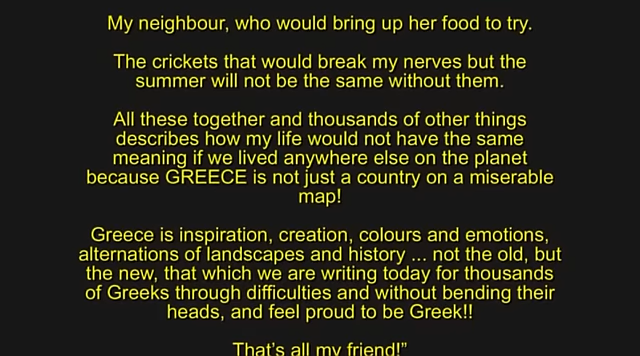 My neighbour, who would bring up her food to try.
The crickets that would break my nerves but the
summer will not be the same without them.
All these together and thousands of other things
describes how my life would not have the same
meaning if we lived anywhere else on the planet
because GREECE is not just a country on a miserable
map!
Greece is inspiration, creation, colours and emotions,
alternations of landscapes and history ... not the old, but
the new, that which we are writing today for thousands
of Greeks through difficulties and without bending their
heads, and feel proud to be Greek!!
That's all my friend!”